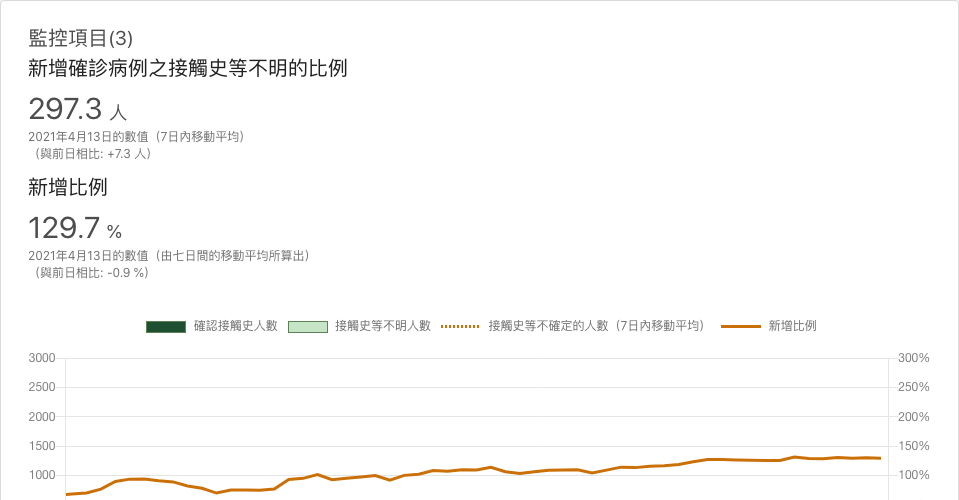 監控項目(3)
新增確診病例之接觸史等不明的比例
297.3 人
2021年4月13日的數值（7日內移動平均）
（與前日相比: +7.3 人）
新增比例
129.7 %
2021年4月13日的數值（由七日間的移動平均所算出）
（與前日相比: -0.9 %）
確認接觸史人數 接觸史等不明人數 接觸史等不確定的人數（7日內移動平均） 新增比例
3000 300%
2500 250%
2000 200%
1500 150%
1000 100%